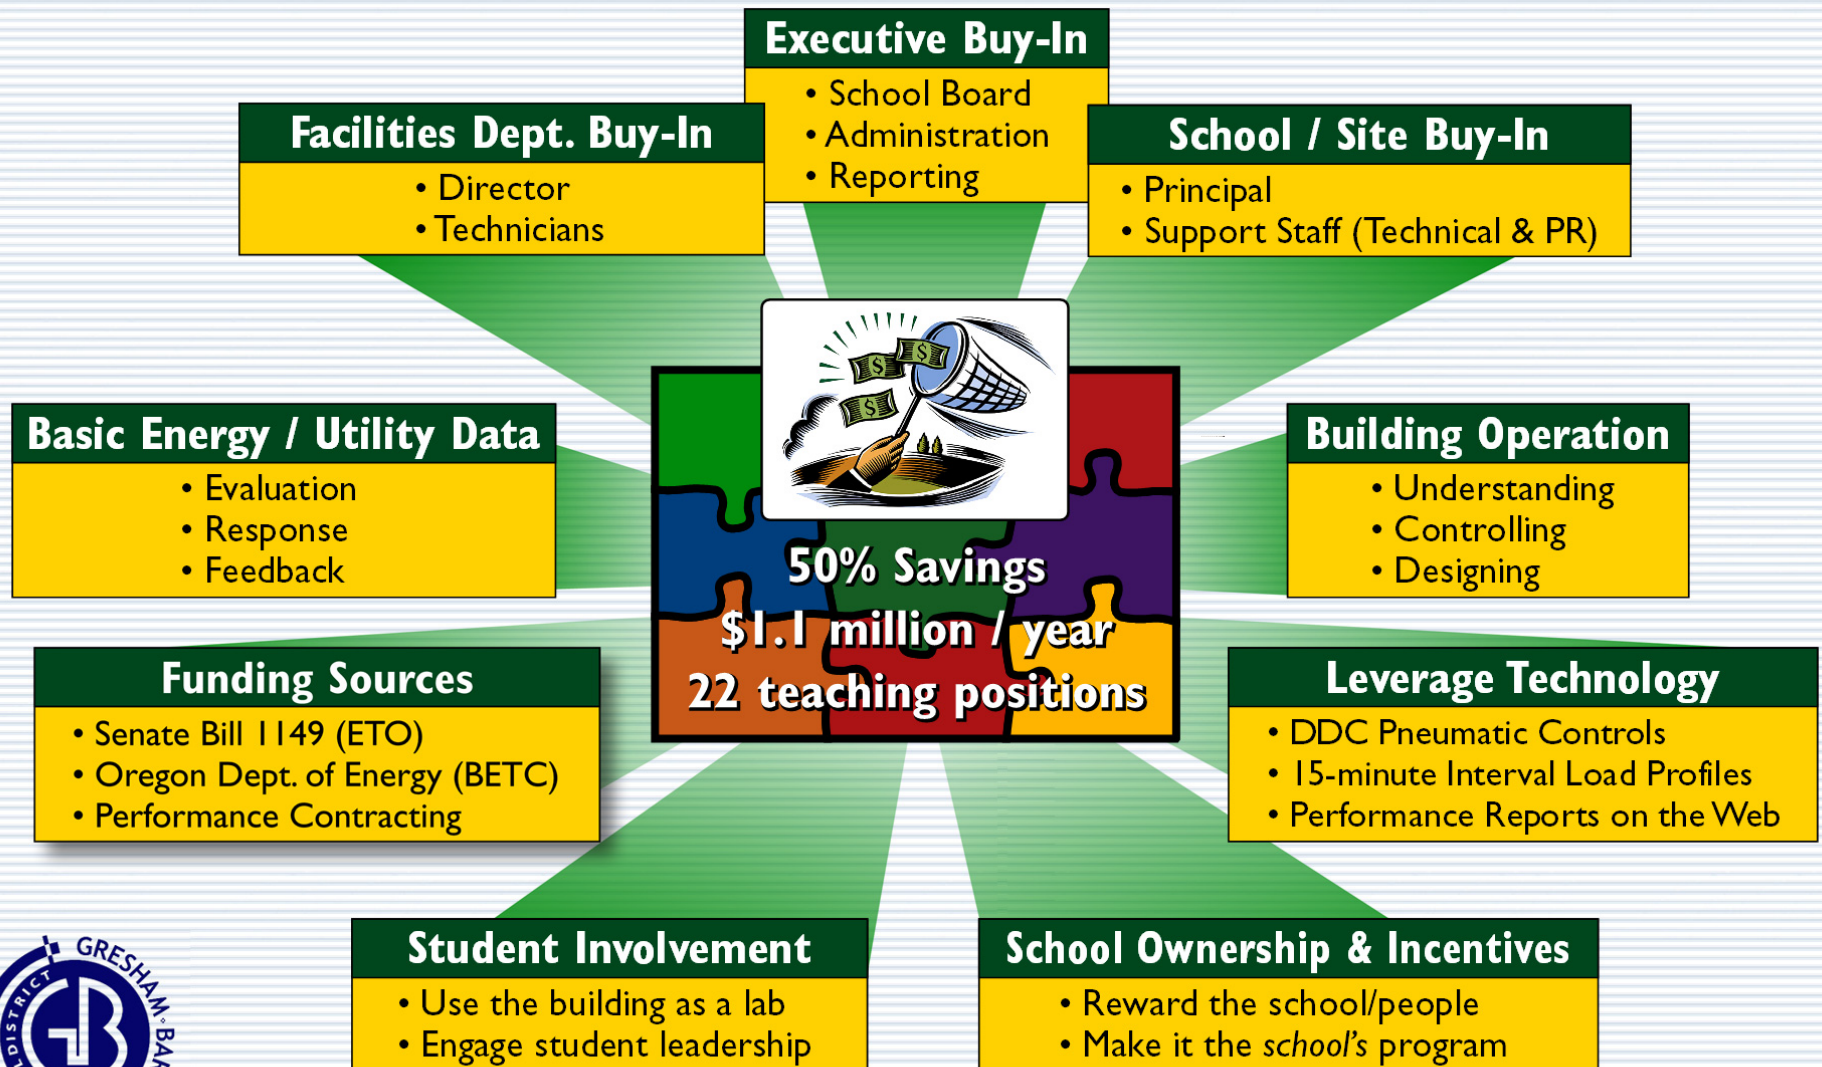 Executive Buy-In
• School Board
• Administration
• Reporting
Facilities Dept. Buy-In
• Director
• Technicians
School / Site Buy-In
• Principal
• Support Staff (Technical & PR)
$ $
$
Basic Energy / Utility Data
• Evaluation
• Response
• Feedback
Building Operation
• Understanding
• Controlling
• Designing
50% Savings
$1.1 million / year
22 teaching positions
Funding Sources
• Senate Bill 1149 (ETO)
• Oregon Dept. of Energy (BETC)
• Performance Contracting
Leverage Technology
• DDC Pneumatic Controls
• 15-minute Interval Load Profiles
• Performance Reports on the Web
Student Involvement
• Use the building as a lab
• Engage student leadership
School Ownership & Incentives
• Reward the school/people
• Make it the school's program
DISTRICT
GRESHAM
GB